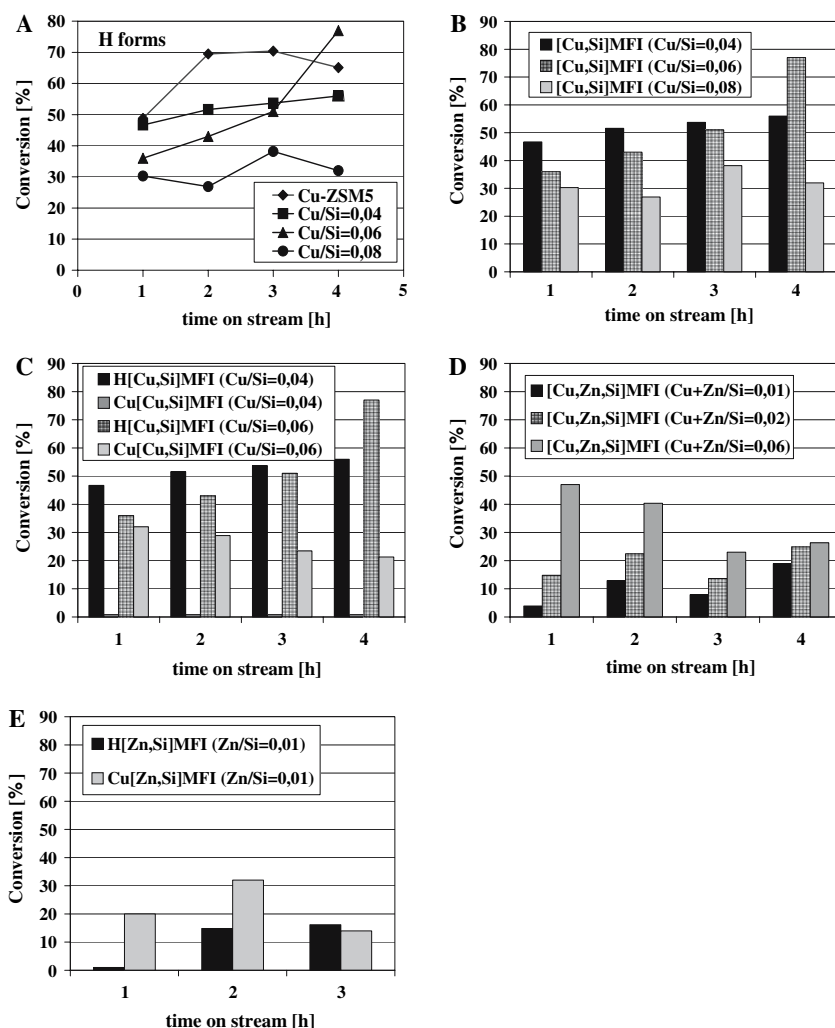 A
H forms
Conversion [%]
80
70
60
50
40
30
20
10
0
Cu-ZSM5
Cu/Si=0,04
Cu/Si=0,06
Cu/Si=0,08
0 1 2 3 4 5
time on stream [h]
B
Conversion [%]
90
80
70
60
50
40
30
20
10
0
[Cu,Si]MFI (Cu/Si=0,04)
[Cu,Si]MFI (Cu/Si=0,06)
[Cu,Si]MFI (Cu/Si=0,08)
1 2 3 4
time on stream [h]
C
Conversion [%]
90
80
70
60
50
40
30
20
10
0
H[Cu,Si]MFI (Cu/Si=0,04)
Cu[Cu,Si]MFI (Cu/Si=0,04)
H[Cu,Si]MFI (Cu/Si=0,06)
Cu[Cu,Si]MFI (Cu/Si=0,06)
1 2 3 4
time on stream [h]
D
Conversion [%]
90
80
70
60
50
40
30
20
10
0
[Cu,Zn,Si]MFI (Cu+Zn/Si=0,01)
[Cu,Zn,Si]MFI (Cu+Zn/Si=0,02)
[Cu,Zn,Si]MFI (Cu+Zn/Si=0,06)
1 2 3 4
time on stream [h]
E
Conversion [%]
90
80
70
60
50
40
30
20
10
0
H[Zn,Si]MFI (Zn/Si=0,01)
Cu[Zn,Si]MFI (Zn/Si=0,01)
1 2 3
time on stream [h]